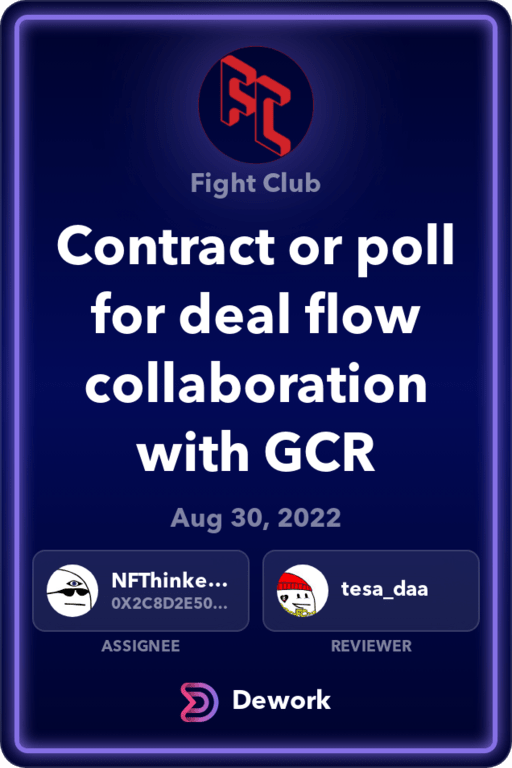 FC
Fight Club
Contract or poll
for deal flow
collaboration
with GCR
Aug 30, 2022
NFThinke...
0X2C8D2E50...
tesa_daa
ASSIGNEE
REVIEWER
Dework